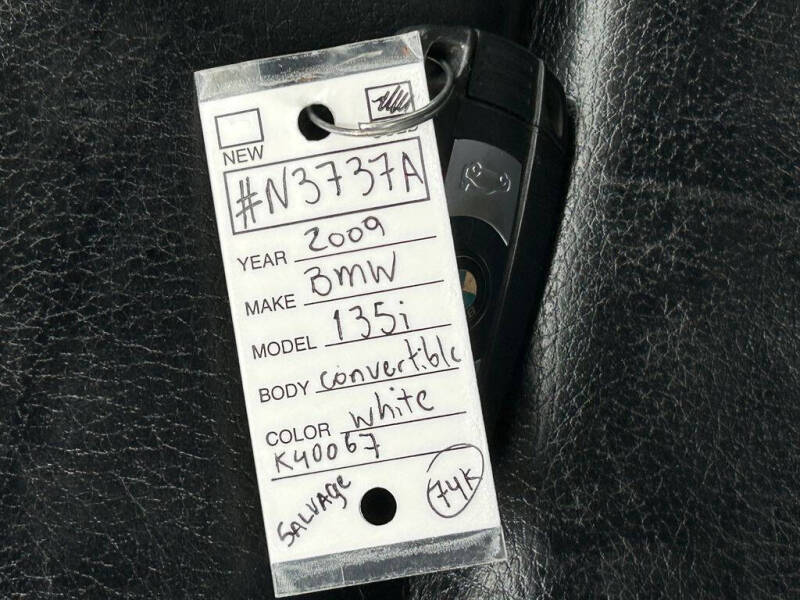 NEW
#N3737A
YEAR 2009
MAKE BMW
MODEL 135i
BODY convertible
COLOR white
K40067
SALVAGE
74K